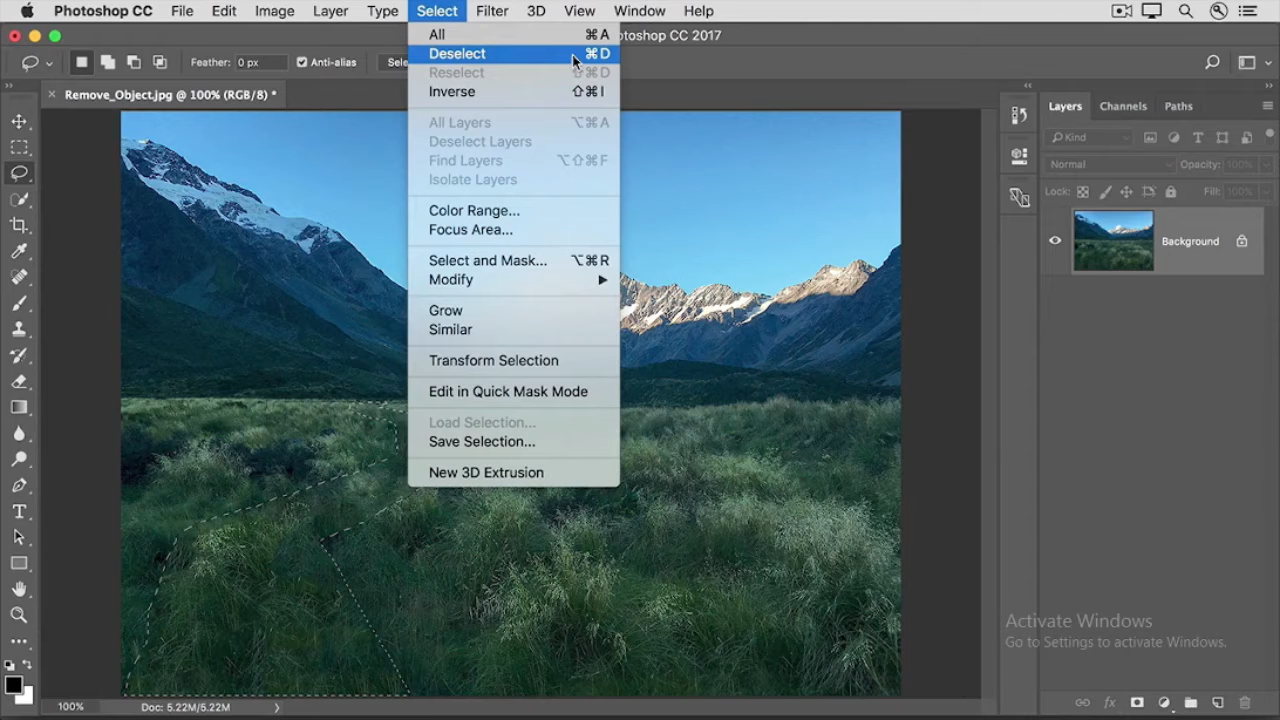 Photoshop CC File Edit Image Layer Type Select Filter 3D View Window Help
otoshop CC 2017
Feather: 0 px Anti-alias Sele
× Remove_Object.jpg @ 100% (RGB/8) *
All ⌘A
Deselect ⌘D
Reselect ⇧⌘D
Inverse ⇧⌘I
All Layers ⌥⌘A
Deselect Layers
Find Layers ⌥⇧⌘F
Isolate Layers
Color Range...
Focus Area...
Select and Mask... ⌥⌘R
Modify
Grow
Similar
Transform Selection
Edit in Quick Mask Mode
Load Selection...
Save Selection...
New 3D Extrusion
Layers Channels Paths
Kind
Normal Opacity: 100%
Lock: Fill: 100%
Background
Activate Windows
Go to Settings to activate Windows.
100% Doc: 5.22M/5.22M